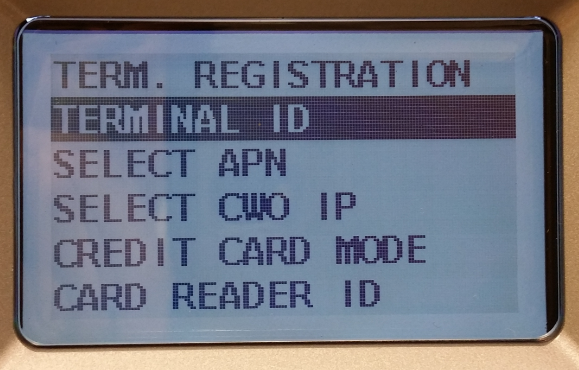 TERM. REGISTRATION
TERMINAL ID
SELECT APN
SELECT CWO IP
CREDIT CARD MODE
CARD READER ID